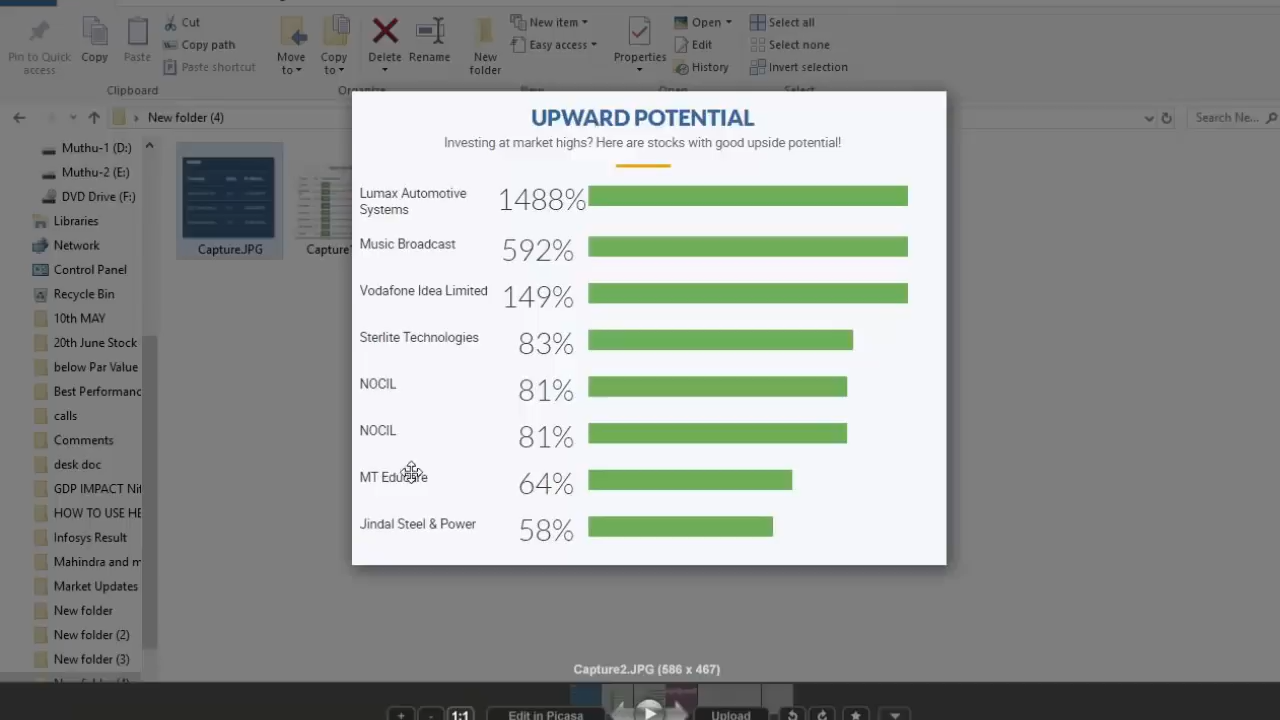 Cut
Copy path
Paste shortcut
Pin to Quick
access
Copy
Paste
Clipboard
Move
to
Copy
to
Delete
Rename
New
folder
New item
Easy access
Properties
Open
Edit
History
Select all
Select none
Invert selection
New folder (4)
Search Ne...
Muthu-1 (D:)
Muthu-2 (E:)
DVD Drive (F:)
Libraries
Network
Control Panel
Recycle Bin
10th MAY
20th June Stock
below Par Value
Best Performanc
calls
Comments
desk doc
GDP IMPACT Nif
HOW TO USE HE
Infosys Result
Mahindra and m
Market Updates
New folder
New folder (2)
New folder (3)
Capture.JPG
UPWARD POTENTIAL
Investing at market highs? Here are stocks with good upside potential!
Lumax Automotive
Systems
1488%
Music Broadcast
592%
Vodafone Idea Limited
149%
Sterlite Technologies
83%
NOCIL
81%
NOCIL
81%
MT Educare
64%
Jindal Steel & Power
58%
Capture2.JPG (586 x 467)
+ - 1:1 Edit in Picasa Upload